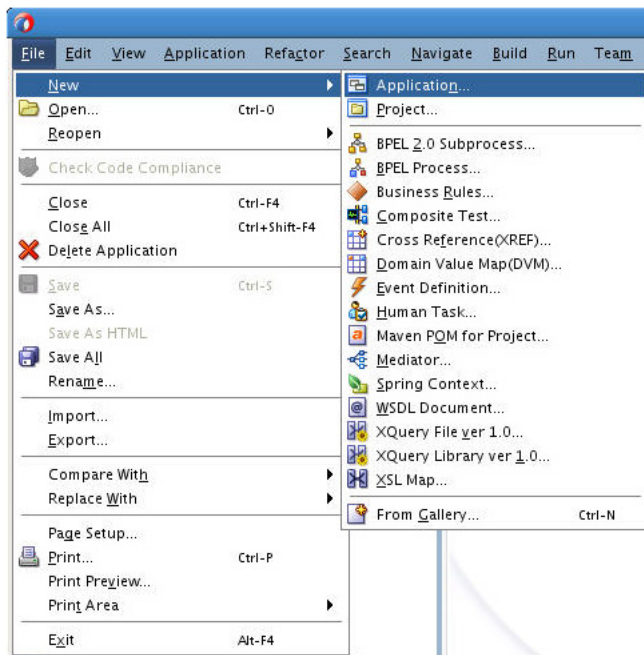 File Edit View Application Refactor Search Navigate Build Run Team
New
Open... Ctrl-O
Reopen
Check Code Compliance
Close Ctrl-F4
Close All Ctrl+Shift-F4
Delete Application
Save Ctrl-S
Save As...
Save As HTML
Save All
Rename...
Import...
Export...
Compare With
Replace With
Page Setup...
Print... Ctrl-P
Print Preview...
Print Area
Exit Alt-F4
Application...
Project...
BPEL 2.0 Subprocess...
BPEL Process...
Business Rules...
Composite Test...
Cross Reference(XREF)...
Domain Value Map(DVM)...
Event Definition...
Human Task...
Maven POM for Project...
Mediator...
Spring Context...
WSDL Document...
XQuery File ver 1.0...
XQuery Library ver 1.0...
XSL Map...
From Gallery... Ctrl-N